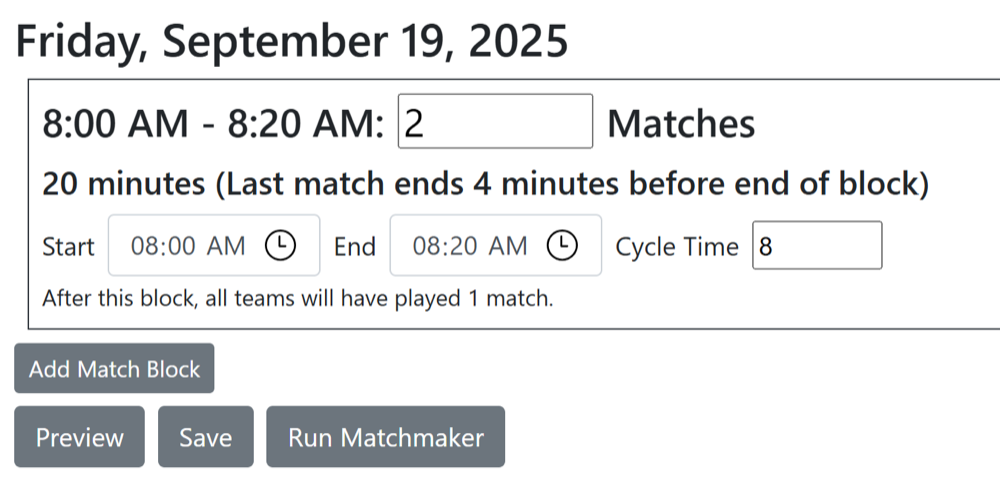 Friday, September 19, 2025
8:00 AM - 8:20 AM: 2 Matches
20 minutes (Last match ends 4 minutes before end of block)
Start 08:00 AM End 08:20 AM Cycle Time 8
After this block, all teams will have played 1 match.
Add Match Block
Preview Save Run Matchmaker